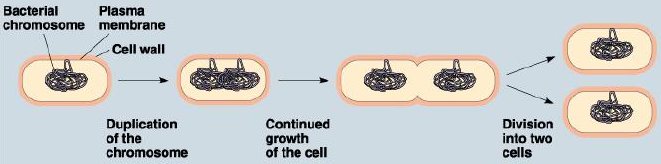 Bacterial
chromosome
Plasma
membrane
Cell wall
Duplication
of the
chromosome
Continued
growth
of the cell
Division
into two
cells